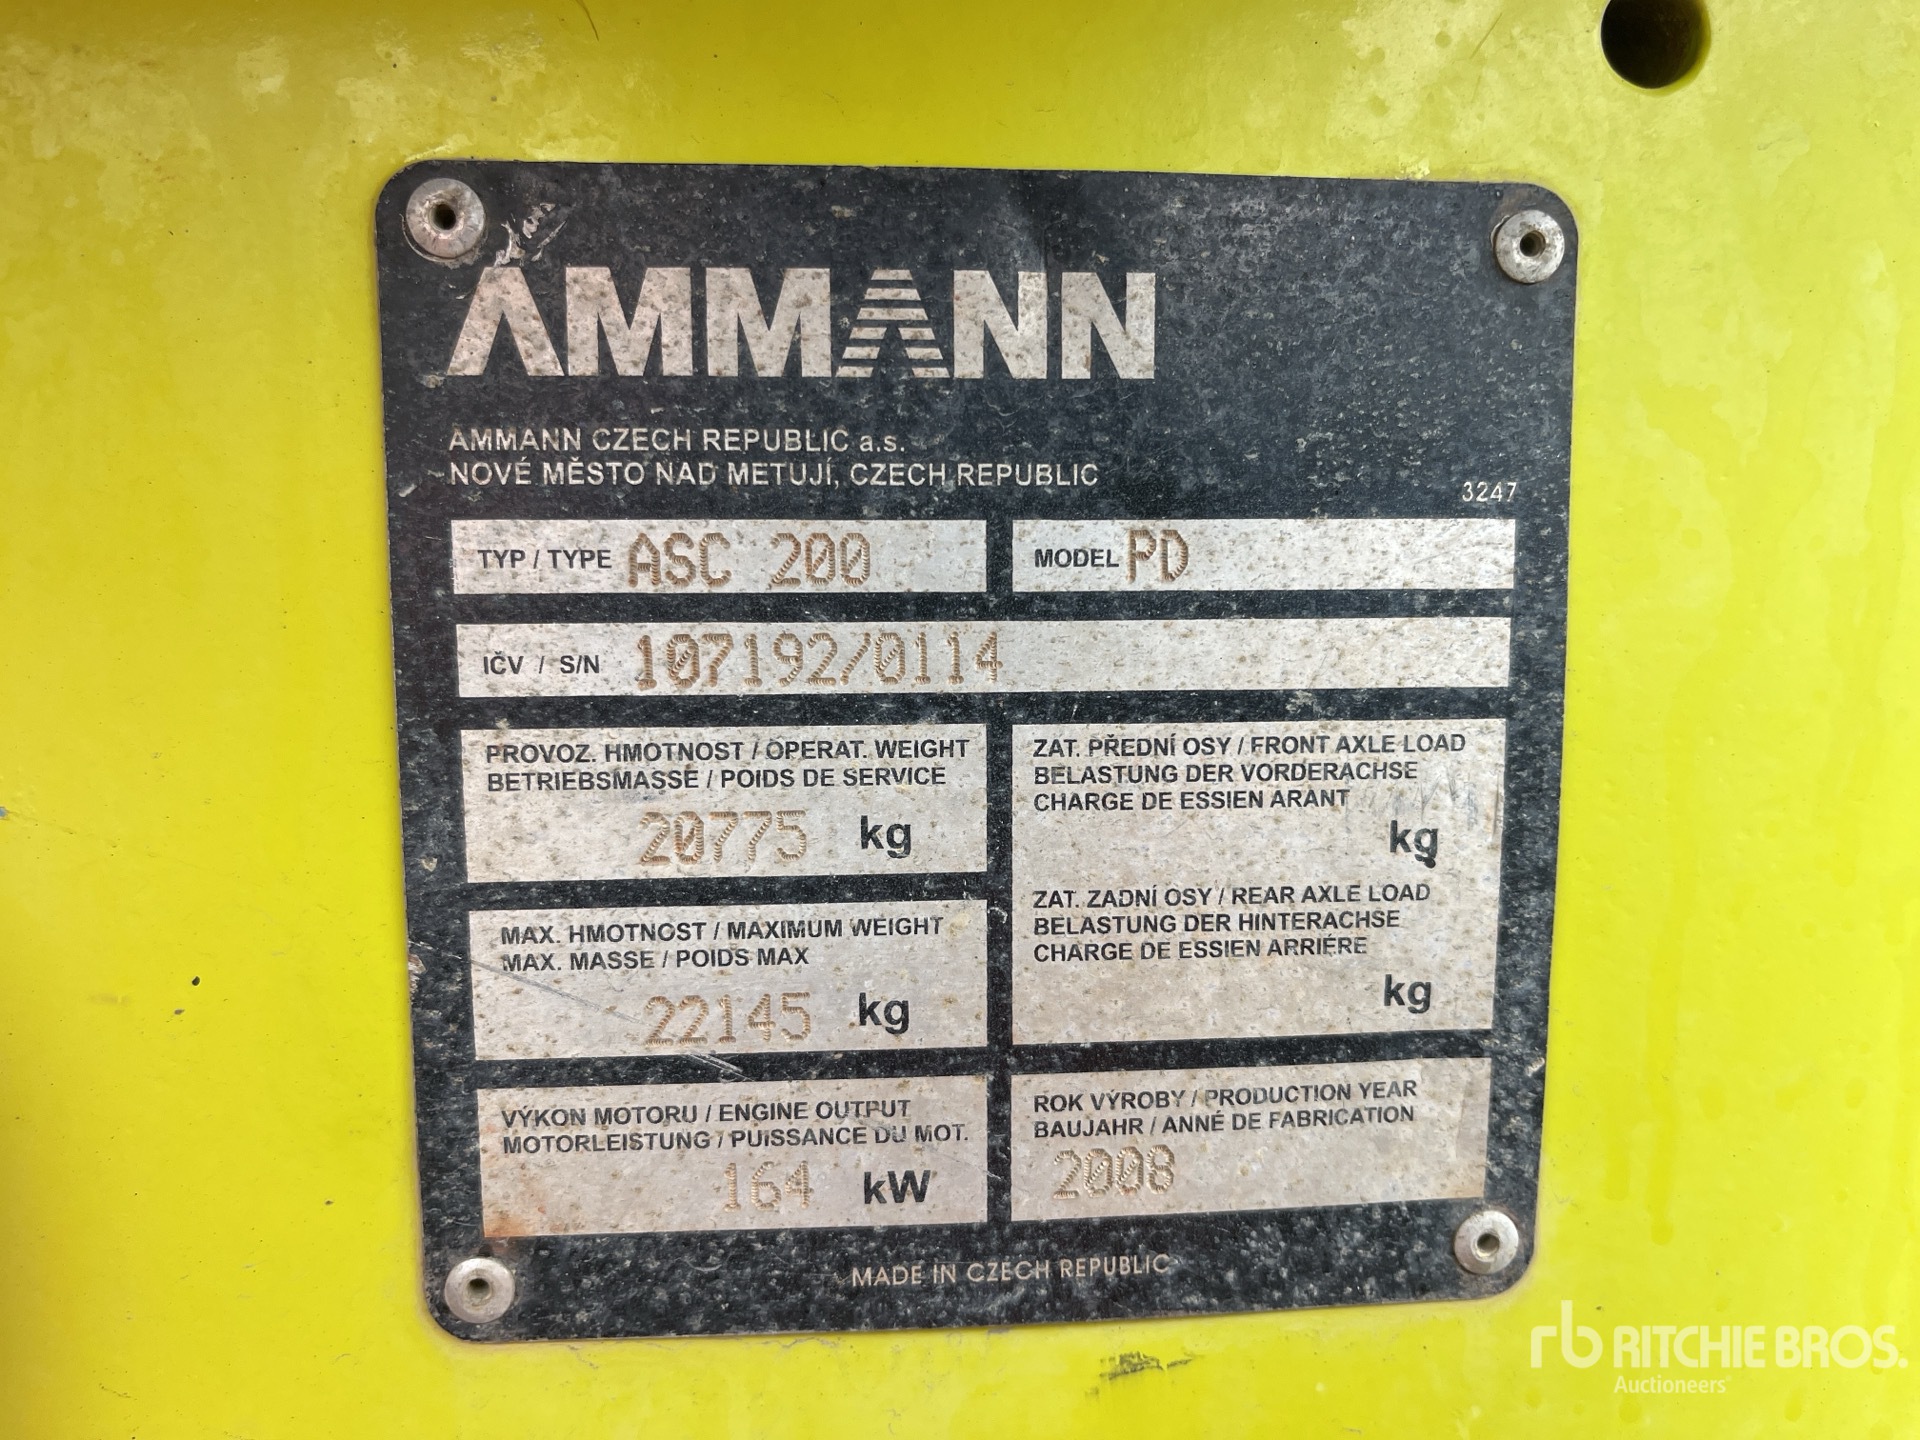 AMMANN
AMMANN CZECH REPUBLIC a.s.
NOVÉ MĚSTO NAD METUJÍ, CZECH REPUBLIC
3247
TYP / TYPE ASC 200
MODEL PD
IČV / S/N 107192/0114
PROVOZ. HMOTNOST / OPERAT. WEIGHT
BETRIEBSMASSE / POIDS DE SERVICE
20775 kg
ZAT. PŘEDNÍ OSY / FRONT AXLE LOAD
BELASTUNG DER VORDERACHSE
CHARGE DE ESSIEN ARANT
kg
ZAT. ZADNÍ OSY / REAR AXLE LOAD
BELASTUNG DER HINTERACHSE
CHARGE DE ESSIEN ARRIÉRE
kg
MAX. HMOTNOST / MAXIMUM WEIGHT
MAX. MASSE / POIDS MAX
22145 kg
VÝKON MOTORU / ENGINE OUTPUT
MOTORLEISTUNG / PUISSANCE DU MOT.
164 kW
ROK VÝROBY / PRODUCTION YEAR
BAUJAHR / ANNÉ DE FABRICATION
2008
MADE IN CZECH REPUBLIC
rb RITCHIE BROS.
Auctioneers